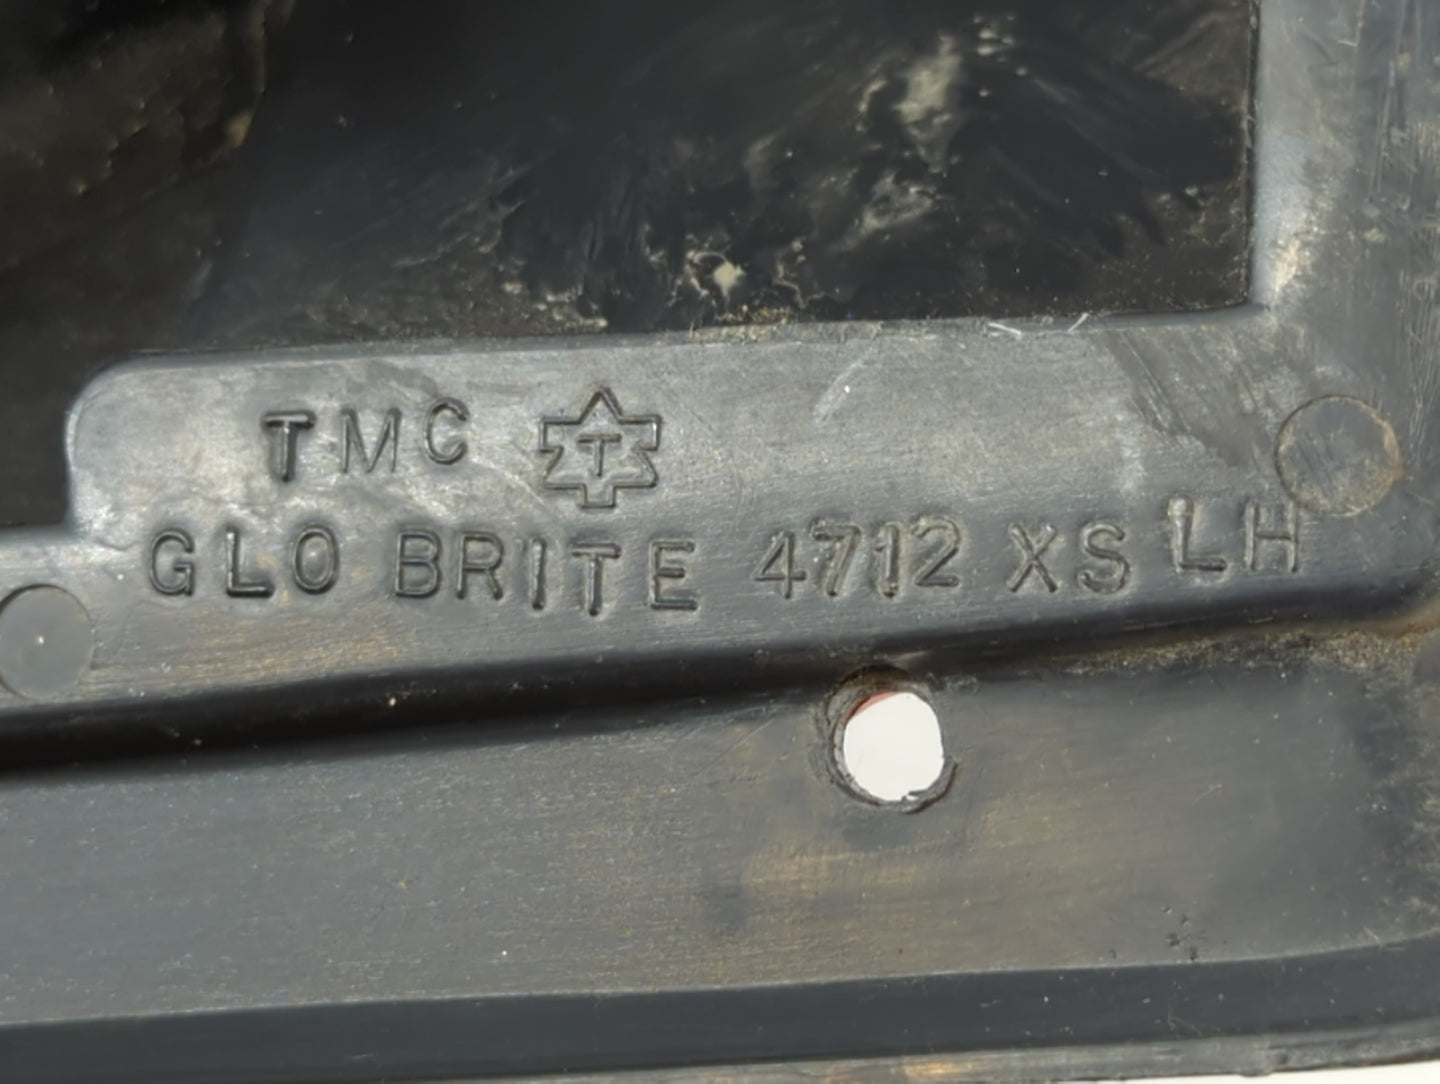 TMC T
GLO BRITE 4712 XS LH